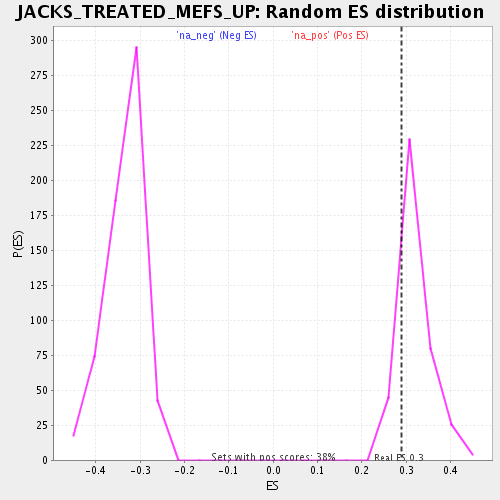 JACKS_TREATED_MEFS_UP: Random ES distribution
'na_neg' (Neg ES) 'na_pos' (Pos ES)
300
275
250
225
200
175
150
125
100
75
50
25
0
P(ES)
Sets with pos scores: 38%
Real ES 0.3
-0.4 -0.3 -0.2 -0.1 0.0 0.1 0.2 0.3 0.4
ES